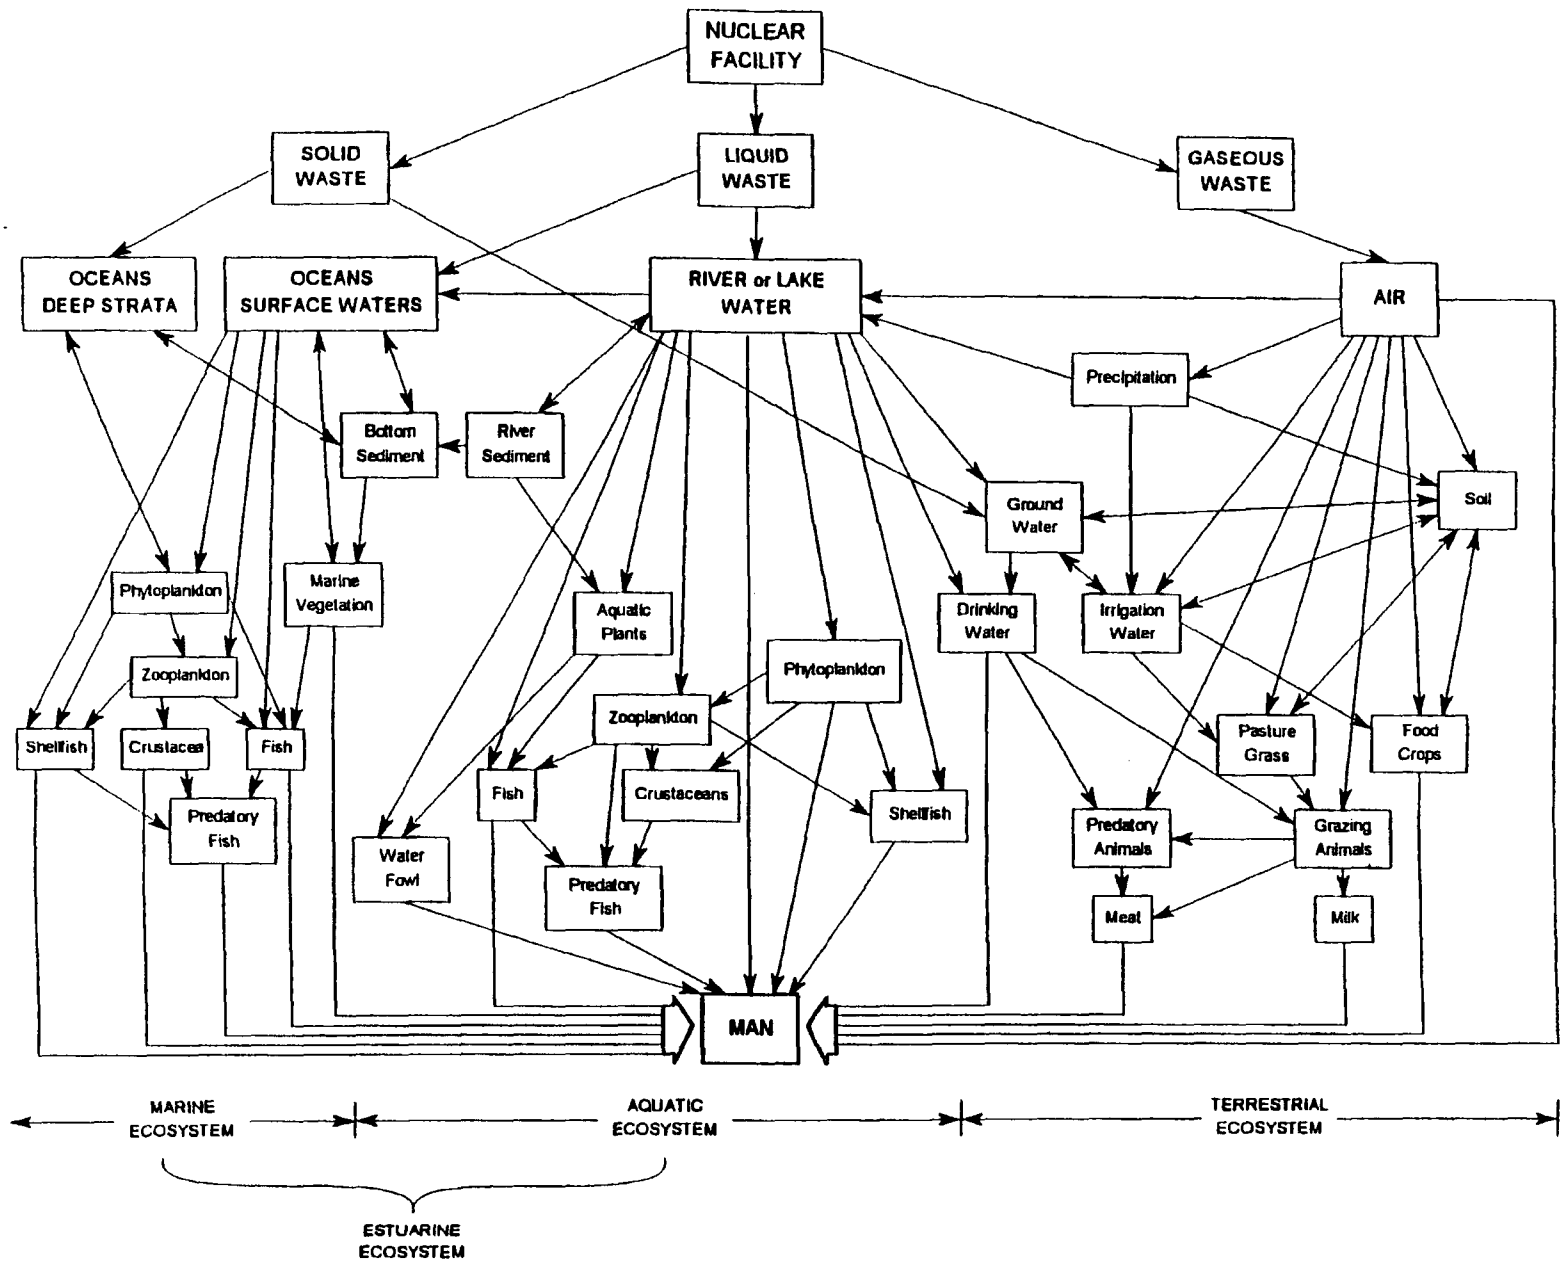 NUCLEAR
FACILITY
SOLID
WASTE
LIQUID
WASTE
GASEOUS
WASTE
OCEANS
DEEP STRATA
OCEANS
SURFACE WATERS
RIVER or LAKE
WATER
AIR
Precipitation
Bottom
Sediment
River
Sediment
Ground
Water
Soil
Phytoplankton
Marine
Vegetation
Aquatic
Plants
Drinking
Water
Irrigation
Water
Zooplankton
Phytoplankton
Zooplankton
Shellfish
Crustacea
Fish
Pasture
Grass
Food
Crops
Fish
Crustaceans
Shellfish
Predatory
Fish
Predatory
Animals
Grazing
Animals
Water
Fowl
Predatory
Fish
Meat
Milk
MAN
MARINE
ECOSYSTEM
AQUATIC
ECOSYSTEM
TERRESTRIAL
ECOSYSTEM
ESTUARINE
ECOSYSTEM